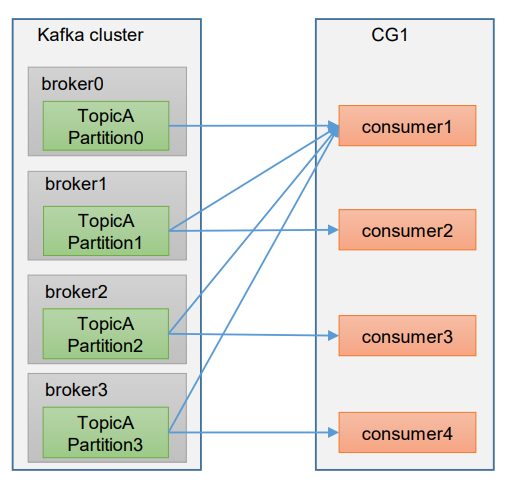 Kafka cluster
broker0
TopicA
Partition0
broker1
TopicA
Partition1
broker2
TopicA
Partition2
broker3
TopicA
Partition3
CG1
consumer1
consumer2
consumer3
consumer4